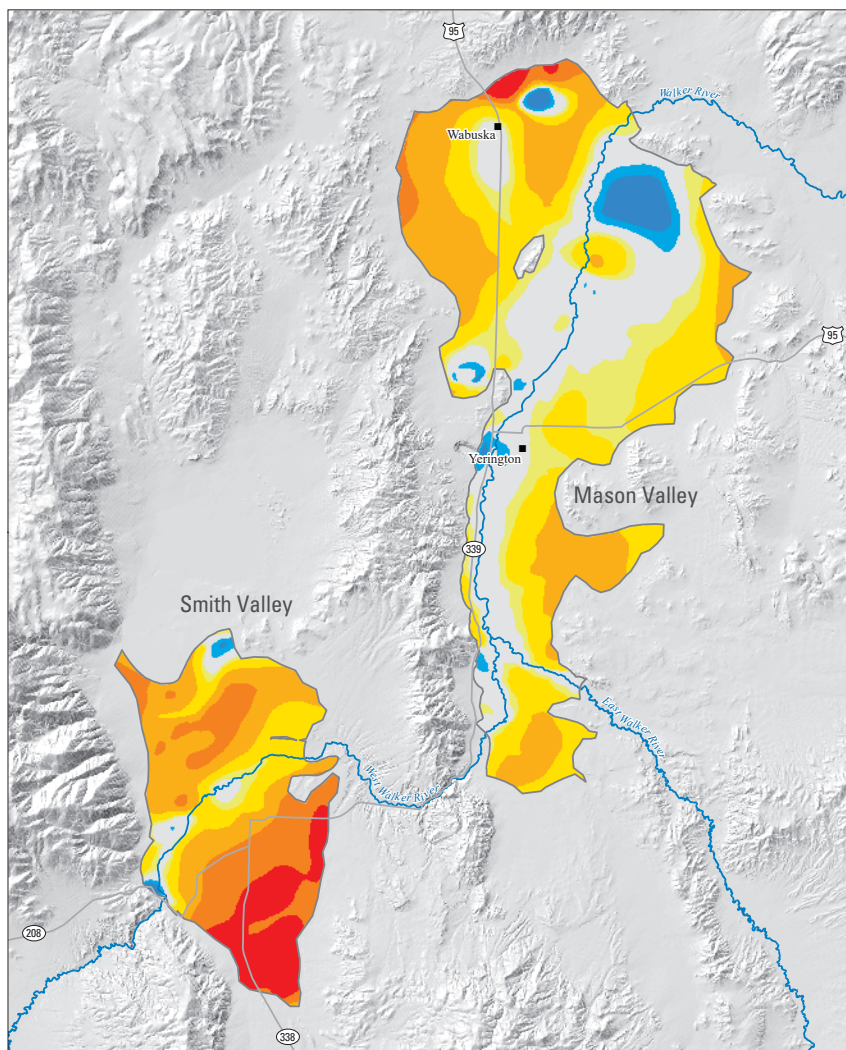 95
Walker River
Wabuska
95
Yerington
Mason Valley
339
Smith Valley
East Walker River
West Walker River
208
338